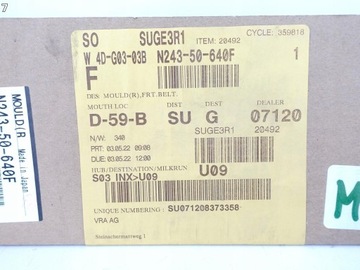 SO SUGE3R1 ITEM: 20492 CYCLE: 359816
W 4D-G03-03B N243-50-640F 1
F
DES MOULD(R),FRT.BELT.
MOUTH LOC DIST DEST DEALER
D-59-B SU G 07120
SUGE3R1 20492
N/W: 340
PRT: 03.05.22 09:08
DUE: 03.05.22 12:00
HUB/DESTINATION/MILKRUN U09
S03 INX>U09
UNIQUE NUMBERING : SU071208373358
VRA AG
MOULD(R
Made in Japan
N243-50-640F
M